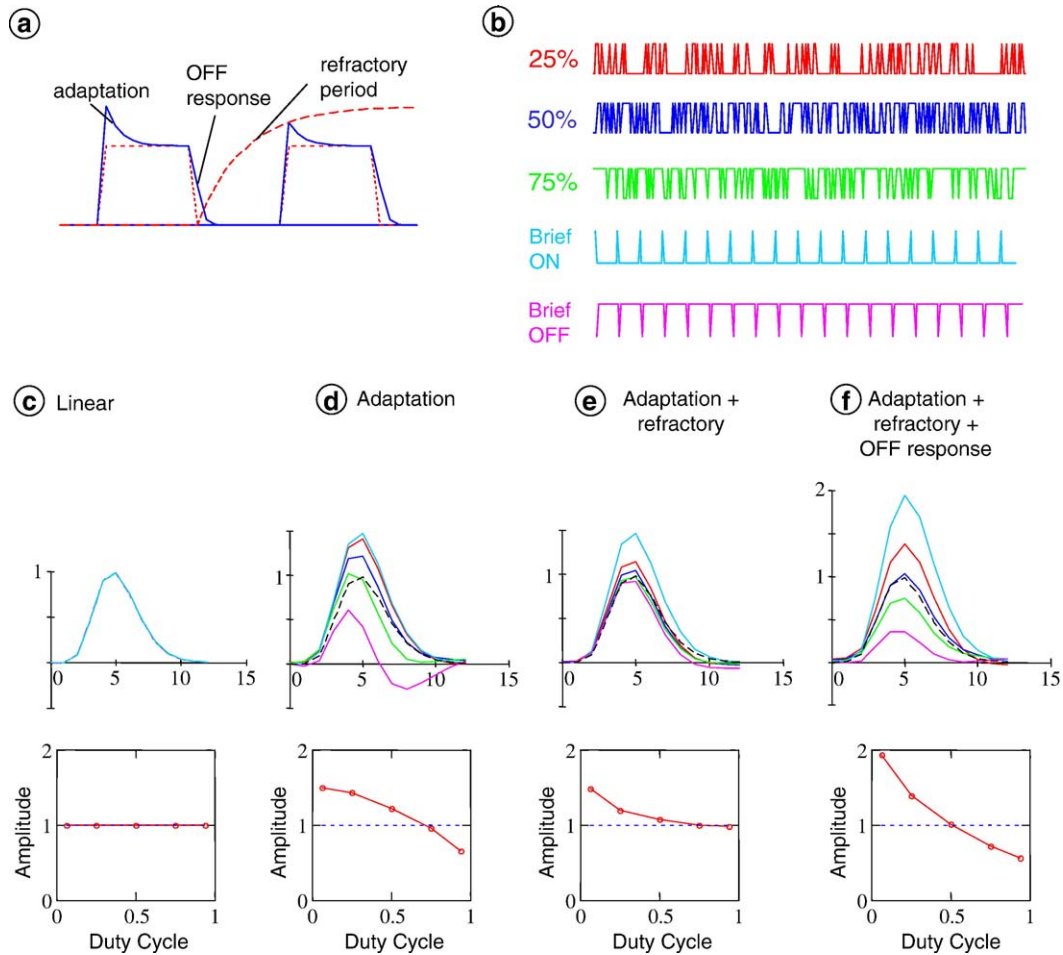 a
adaptation
OFF
response
refractory
period
b
25%
50%
75%
Brief
ON
Brief
OFF
c Linear
1
0 5 10 15
d Adaptation
1
0 5 10 15
e Adaptation +
refractory
1
0 5 10 15
f Adaptation +
refractory +
OFF response
2
1
0 5 10 15
Amplitude
2
1
0
0 0.5 1
Duty Cycle
Amplitude
2
1
0
0 0.5 1
Duty Cycle
Amplitude
2
1
0
0 0.5 1
Duty Cycle
Amplitude
2
1
0
0 0.5 1
Duty Cycle